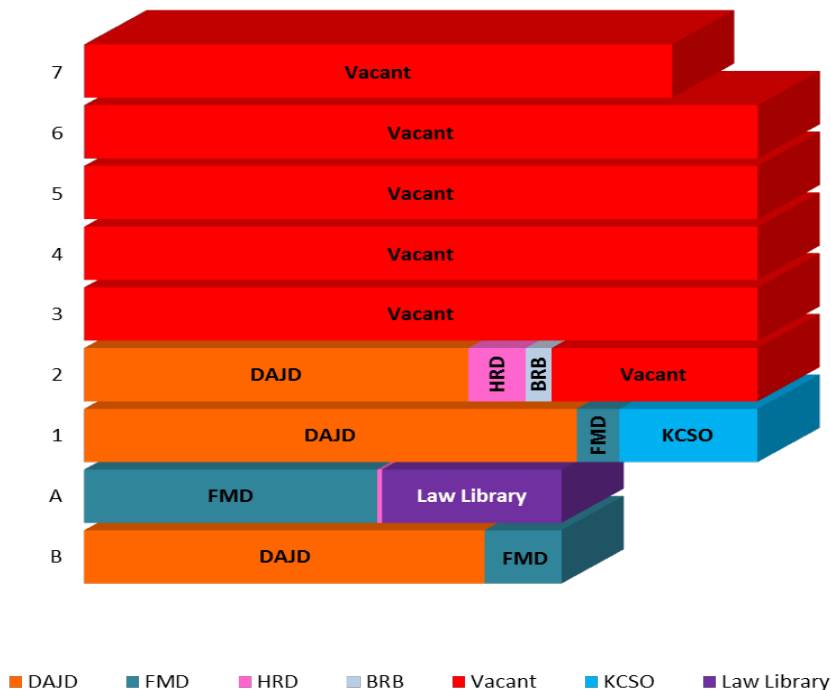 7 Vacant
6 Vacant
5 Vacant
4 Vacant
3 Vacant
2 DAJD HRD BRB Vacant
1 DAJD FMD KCSO
A FMD Law Library
B DAJD FMD
DAJD FMD HRD BRB Vacant KCSO Law Library